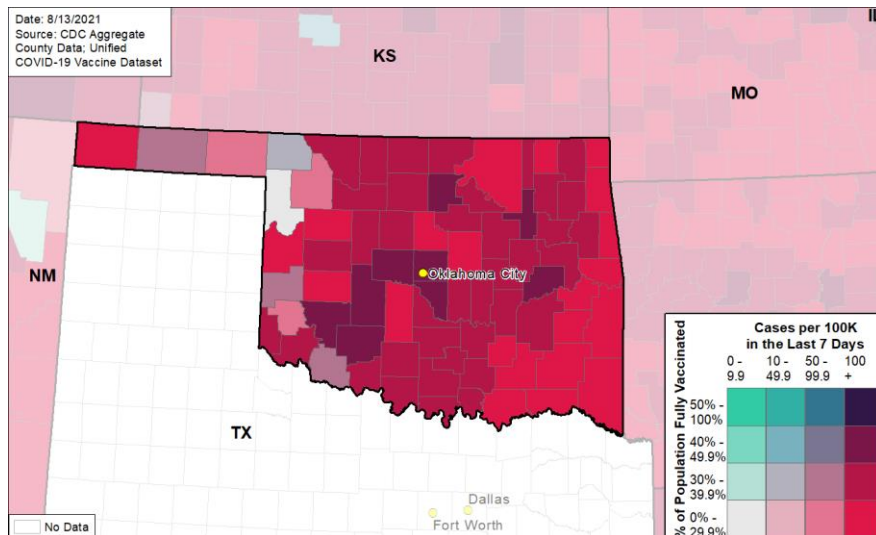 Date: 8/13/2021
Source: CDC Aggregate
County Data; Unified
COVID-19 Vaccine Dataset
KS
MO
NM
Oklahoma City
TX
Dallas
Fort Worth
No Data
Cases per 100K
in the Last 7 Days
0 - 10 - 50 - 100
9.9 49.9 99.9 +
% of Population Fully Vaccinated
50% -
100%
40% -
49.9%
30% -
39.9%
0% -
29.9%